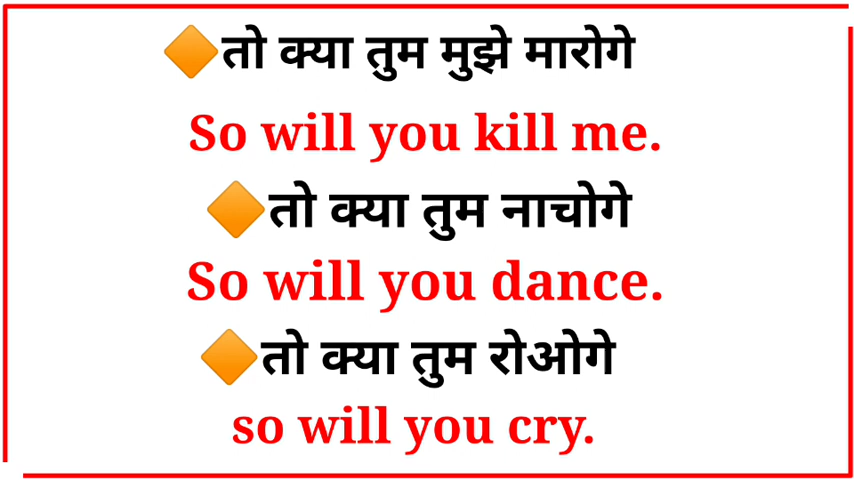 🔶तो क्या तुम मुझे मारोगे
So will you kill me.
🔶तो क्या तुम नाचोगे
So will you dance.
🔶तो क्या तुम रोओगे
so will you cry.